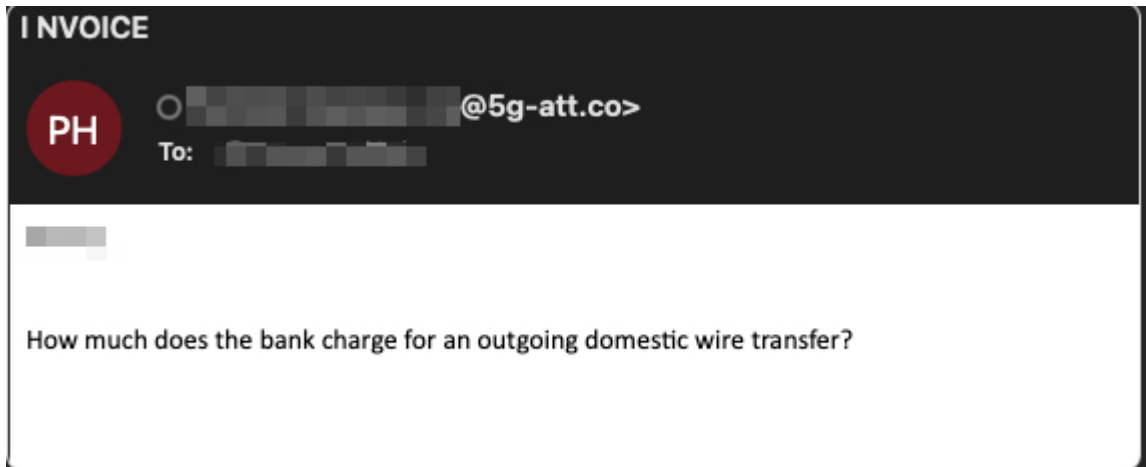 I NVOICE
PH
@5g-att.co>
To:
How much does the bank charge for an outgoing domestic wire transfer?